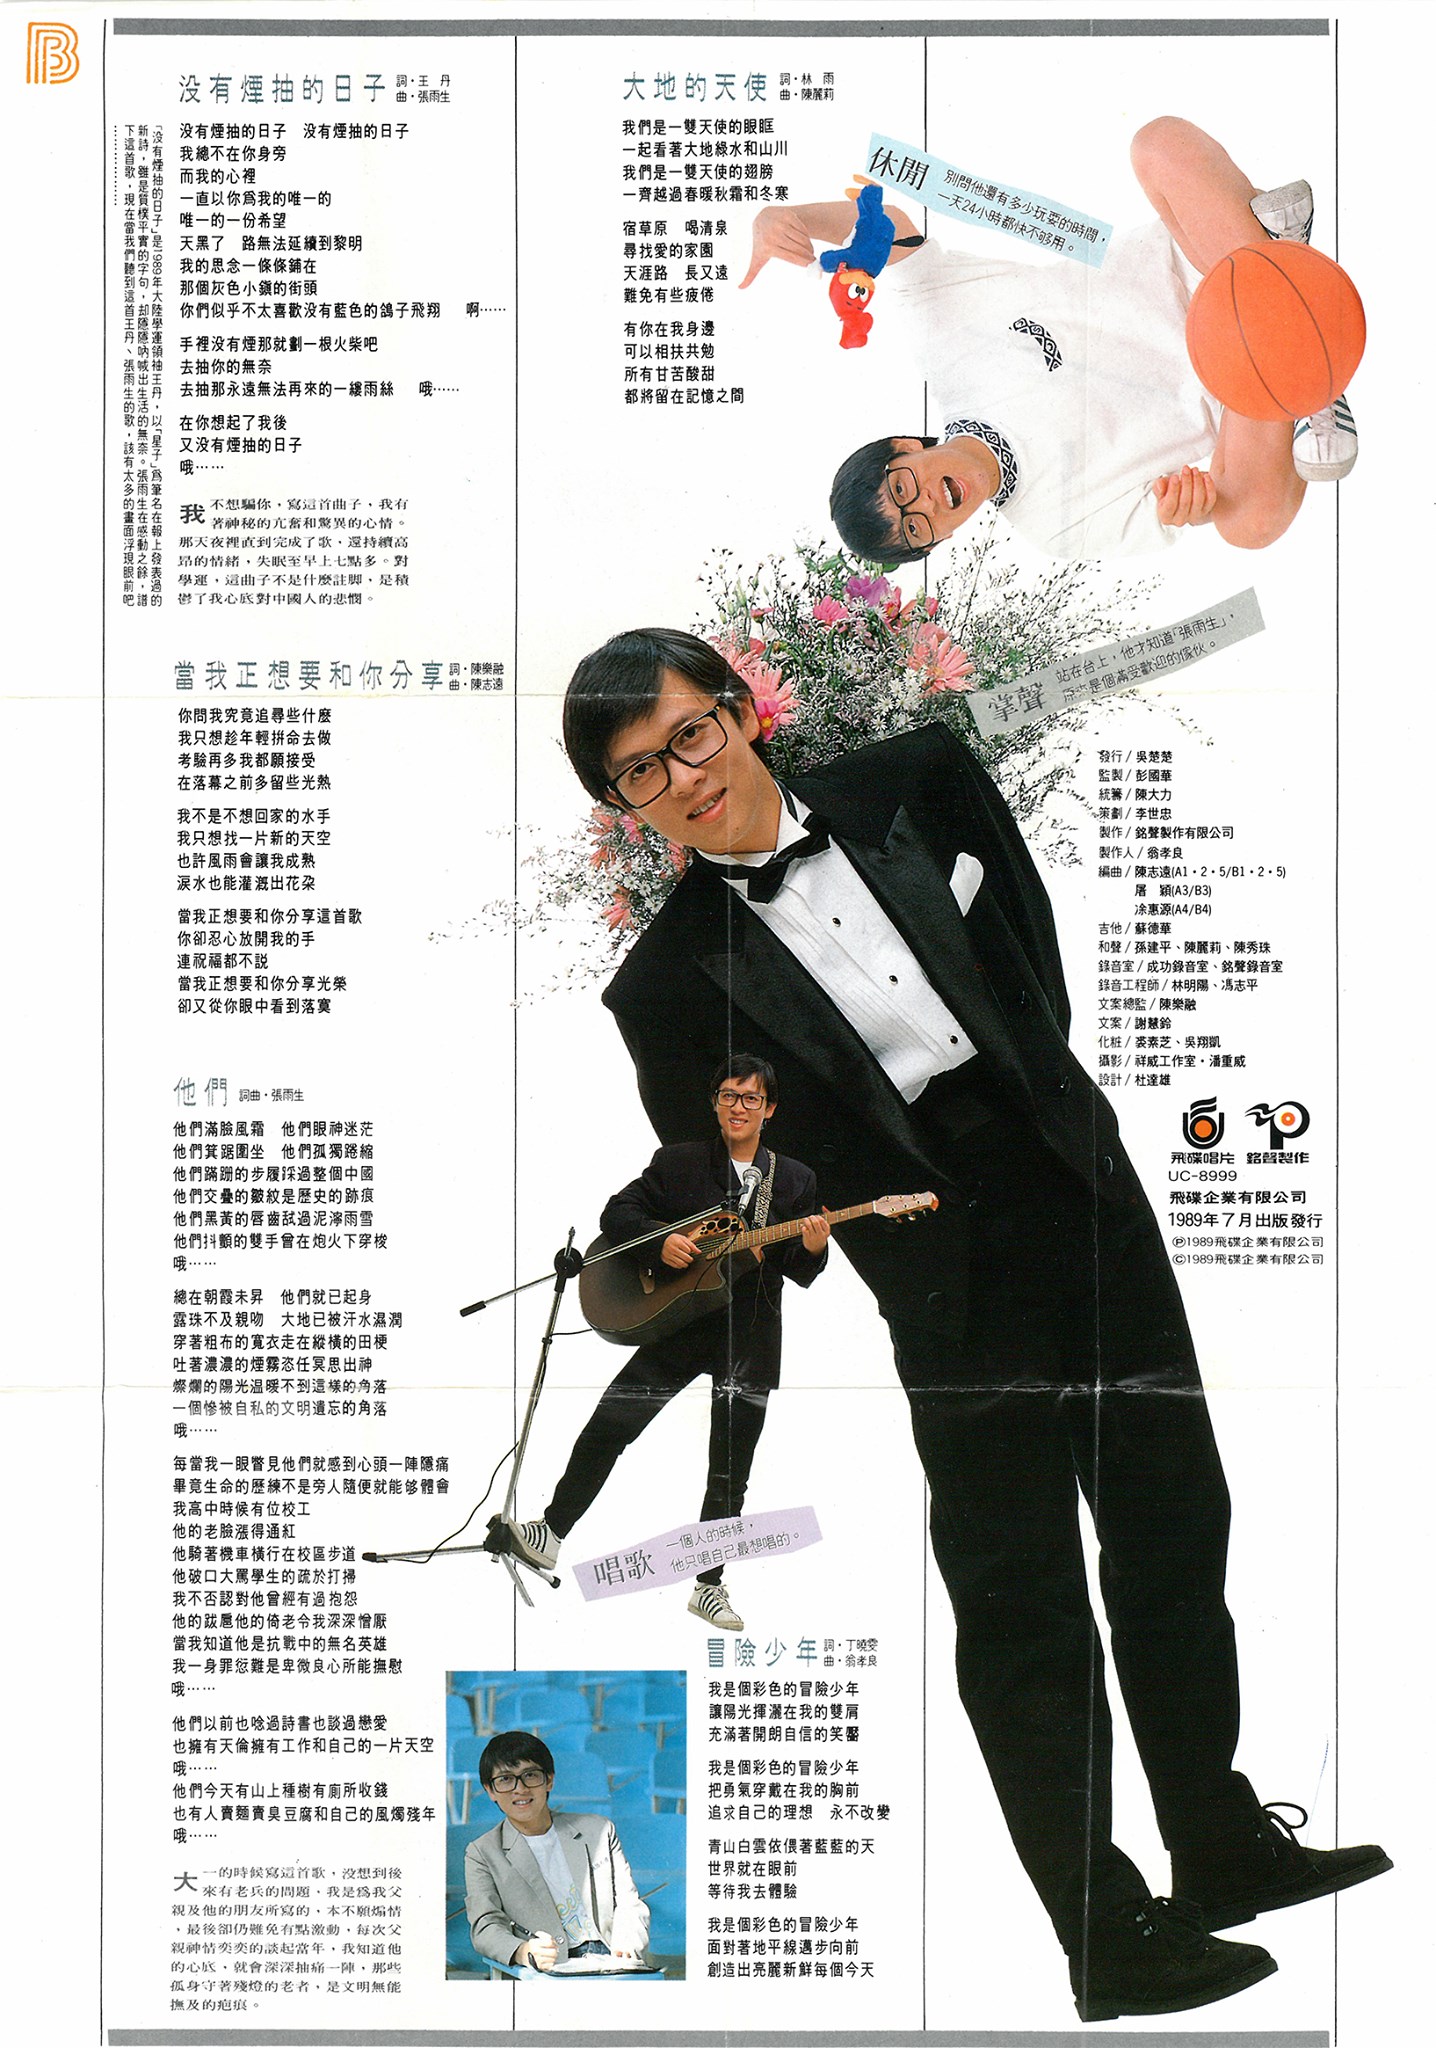 B
没有煙抽的日子
詞・王 丹
曲・張雨生
「没有煙抽的日子」是1989年大陸學運領袖王丹，以「星子」爲筆名在報上發表過的
新詩，雖是質樸平實的字句，却隱隱吶喊出生活的無奈。張雨生在感動之餘，譜
下這首歌，現在當我們聽到這首王丹、張雨生的歌，該有太多的畫面浮現眼前吧
⋯⋯⋯⋯⋯
没有煙抽的日子 没有煙抽的日子
我總不在你身旁
而我的心裡
一直以你爲我的唯一的
唯一的一份希望
天黑了 路無法延續到黎明
我的思念一條條鋪在
那個灰色小鎮的街頭
你們似乎不太喜歡没有藍色的鴿子飛翔 啊⋯⋯
手裡没有煙那就劃一根火柴吧
去抽你的無奈
去抽那永遠無法再來的一縷雨絲 哦⋯⋯
在你想起了我後
又没有煙抽的日子
哦⋯⋯
我不想騙你，寫這首曲子，我有
著神秘的亢奮和驚異的心情。
那天夜裡直到完成了歌，還持續高
昂的情緒，失眠至早上七點多。對
學運，這曲子不是什麼註脚，是積
鬱了我心底對中國人的悲憫。
當我正想要和你分享
詞・陳樂融
曲・陳志遠
你問我究竟追尋些什麼
我只想趁年輕拼命去做
考驗再多我都願接受
在落幕之前多留些光熱
我不是不想回家的水手
我只想找一片新的天空
也許風雨會讓我成熟
淚水也能灌溉出花朶
當我正想要和你分享這首歌
你卻忍心放開我的手
連祝福都不説
當我正想要和你分享光榮
卻又從你眼中看到落寞
他們
詞曲・張雨生
他們滿臉風霜 他們眼神迷茫
他們箕踞圍坐 他們孤獨踡縮
他們蹣跚的步履踩過整個中國
他們交疊的皺紋是歷史的跡痕
他們黑黃的唇齒試過泥濘雨雪
他們抖顫的雙手曾在炮火下穿梭
哦⋯⋯
總在朝霞未昇 他們就已起身
露珠不及親吻 大地已被汗水濕潤
穿著粗布的寬衣走在縱橫的田梗
吐著濃濃的煙霧恣任冥思出神
燦爛的陽光温暖不到這樣的角落
一個慘被自私的文明遺忘的角落
哦⋯⋯
每當我一眼瞥見他們就感到心頭一陣隱痛
畢竟生命的歷練不是旁人隨便就能够體會
我高中時候有位校工
他的老臉漲得通紅
他騎著機車橫行在校區步道
他破口大罵學生的疏於打掃
我不否認對他曾經有過抱怨
他的跋扈他的倚老令我深深憎厭
當我知道他是抗戰中的無名英雄
我一身罪愆難是卑微良心所能撫慰
哦⋯⋯
他們以前也唸過詩書也談過戀愛
也擁有天倫擁有工作和自己的一片天空
哦⋯⋯
他們今天有山上種樹有廁所收錢
也有人賣麵賣臭豆腐和自己的風燭殘年
哦⋯⋯
大一的時候寫這首歌，没想到後
來有老兵的問題，我是爲我父
親及他的朋友所寫的，本不願煽情
，最後卻仍難免有點激動，每次父
親神情奕奕的談起當年，我知道他
的心底，就會深深抽痛一陣，那些
孤身守著殘燈的老者，是文明無能
撫及的疤痕。
大地的天使
詞・林 雨
曲・陳麗莉
我們是一雙天使的眼眶
一起看著大地綠水和山川
我們是一雙天使的翅膀
一齊越過春暖秋霜和冬寒
宿草原 喝清泉
尋找愛的家園
天涯路 長又遠
難免有些疲倦
有你在我身邊
可以相扶共勉
所有甘苦酸甜
都將留在記憶之間
休閒
別問他還有多少玩耍的時間，
一天24小時都快不够用。
掌聲
站在台上，他才知道「張雨生」，
原來是個滿受歡迎的傢伙。
發行/吳楚楚
監製/彭國華
統籌/陳大力
策劃/李世忠
製作/銘聲製作有限公司
製作人/翁孝良
編曲/陳志遠(A1・2・5/B1・2・5)
屠 穎(A3/B3)
凃惠源(A4/B4)
吉他/蘇德華
和聲/孫建平、陳麗莉、陳秀珠
錄音室/成功錄音室、銘聲錄音室
錄音工程師/林明陽、馮志平
文案總監/陳樂融
文案/謝慧鈴
化粧/裘素芝、吳翔凱
攝影/祥威工作室・潘重威
設計/杜達雄
飛碟唱片 銘聲製作
UC-8999
飛碟企業有限公司
1989年7月出版發行
Ⓟ1989飛碟企業有限公司
Ⓒ1989飛碟企業有限公司
唱歌
一個人的時候，
他只唱自己最想唱的。
冒險少年
詞・丁曉雯
曲・翁孝良
我是個彩色的冒險少年
讓陽光揮灑在我的雙肩
充滿著開朗自信的笑靨
我是個彩色的冒險少年
把勇氣穿戴在我的胸前
追求自己的理想 永不改變
青山白雲依偎著藍藍的天
世界就在眼前
等待我去體驗
我是個彩色的冒險少年
面對著地平線邁步向前
創造出亮麗新鮮每個今天